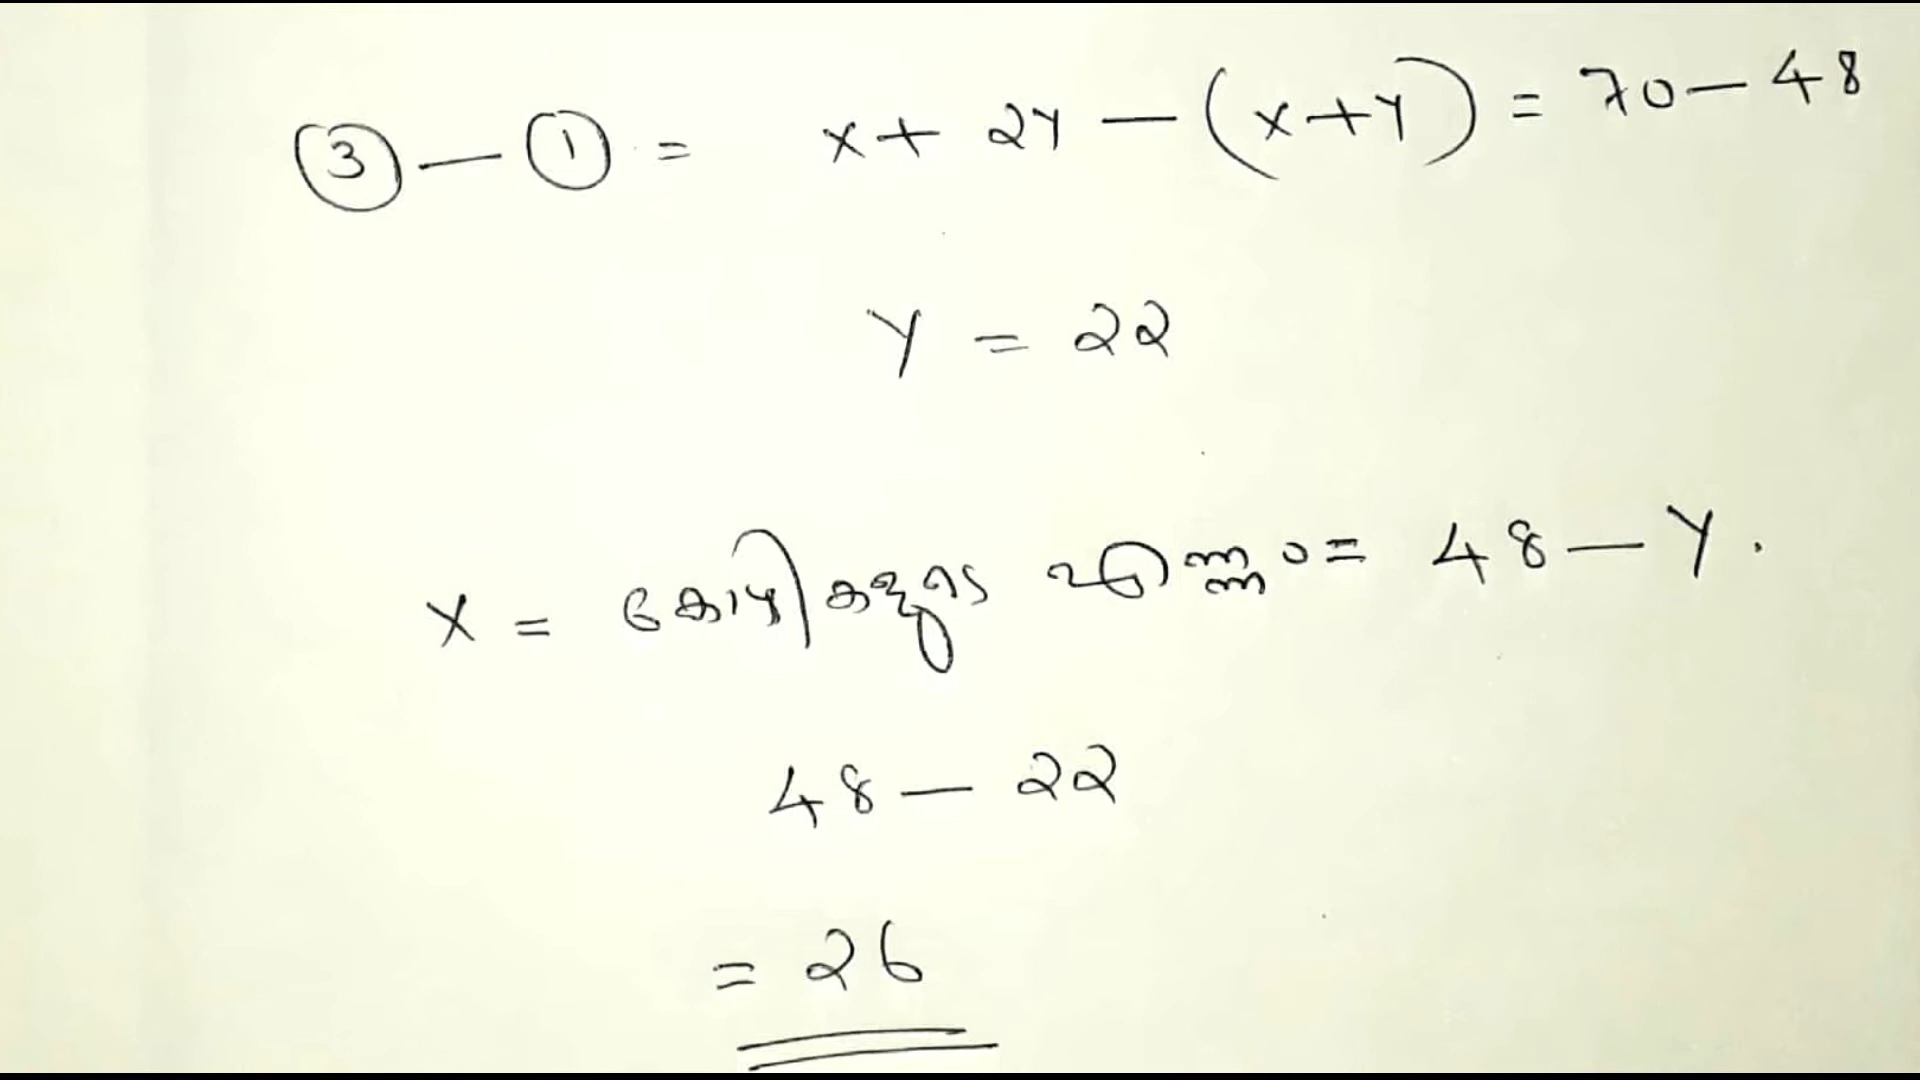 ③ — ① = x + 2y — (x+y) = 70 — 48
y = 22
x = കോഴികളുടെ എണ്ണം = 48 — y.
48 — 22
= 26